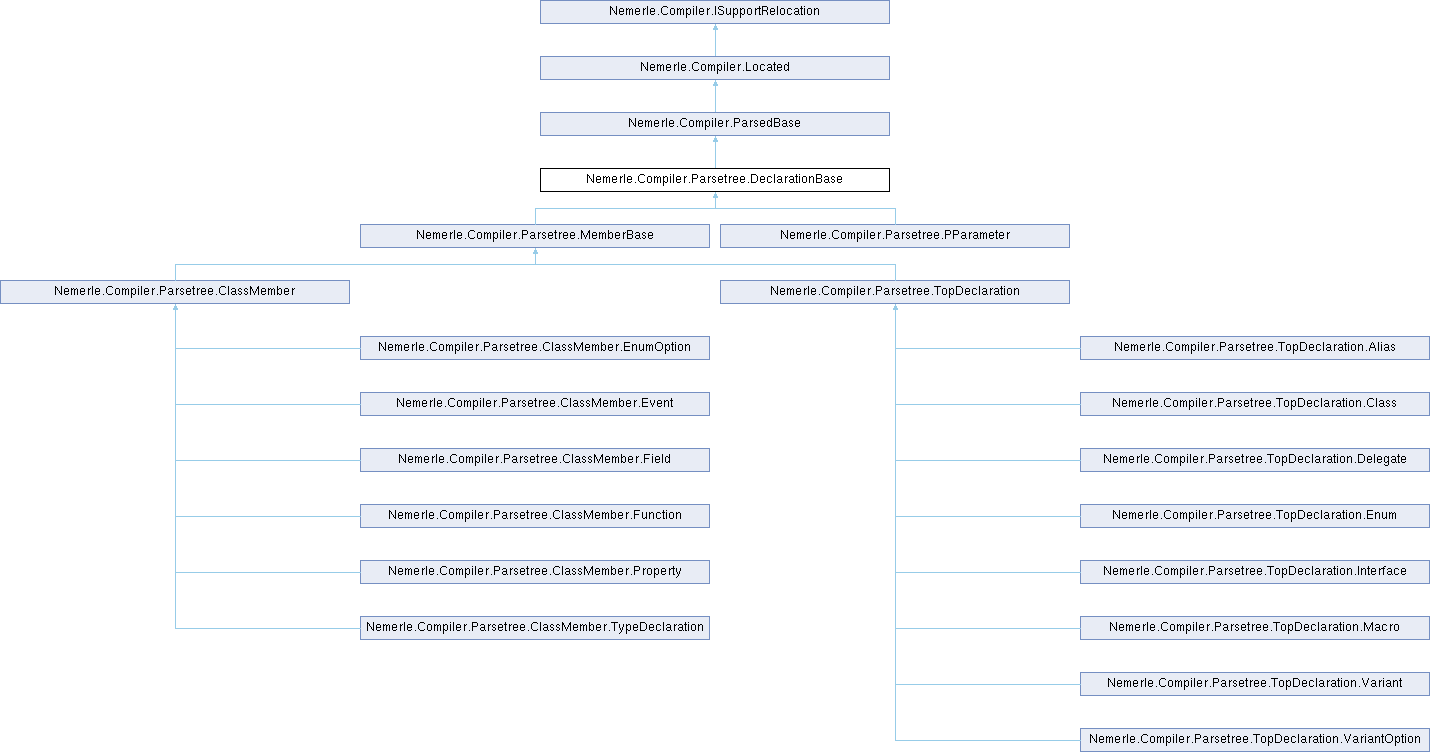 Nemerle.Compiler.ISupportRelocation
Nemerle.Compiler.Located
Nemerle.Compiler.ParsedBase
Nemerle.Compiler.Parsetree.DeclarationBase
Nemerle.Compiler.Parsetree.MemberBase
Nemerle.Compiler.Parsetree.PParameter
Nemerle.Compiler.Parsetree.ClassMember
Nemerle.Compiler.Parsetree.TopDeclaration
Nemerle.Compiler.Parsetree.ClassMember.EnumOption
Nemerle.Compiler.Parsetree.TopDeclaration.Alias
Nemerle.Compiler.Parsetree.ClassMember.Event
Nemerle.Compiler.Parsetree.TopDeclaration.Class
Nemerle.Compiler.Parsetree.ClassMember.Field
Nemerle.Compiler.Parsetree.TopDeclaration.Delegate
Nemerle.Compiler.Parsetree.ClassMember.Function
Nemerle.Compiler.Parsetree.TopDeclaration.Enum
Nemerle.Compiler.Parsetree.ClassMember.Property
Nemerle.Compiler.Parsetree.TopDeclaration.Interface
Nemerle.Compiler.Parsetree.ClassMember.TypeDeclaration
Nemerle.Compiler.Parsetree.TopDeclaration.Macro
Nemerle.Compiler.Parsetree.TopDeclaration.Variant
Nemerle.Compiler.Parsetree.TopDeclaration.VariantOption